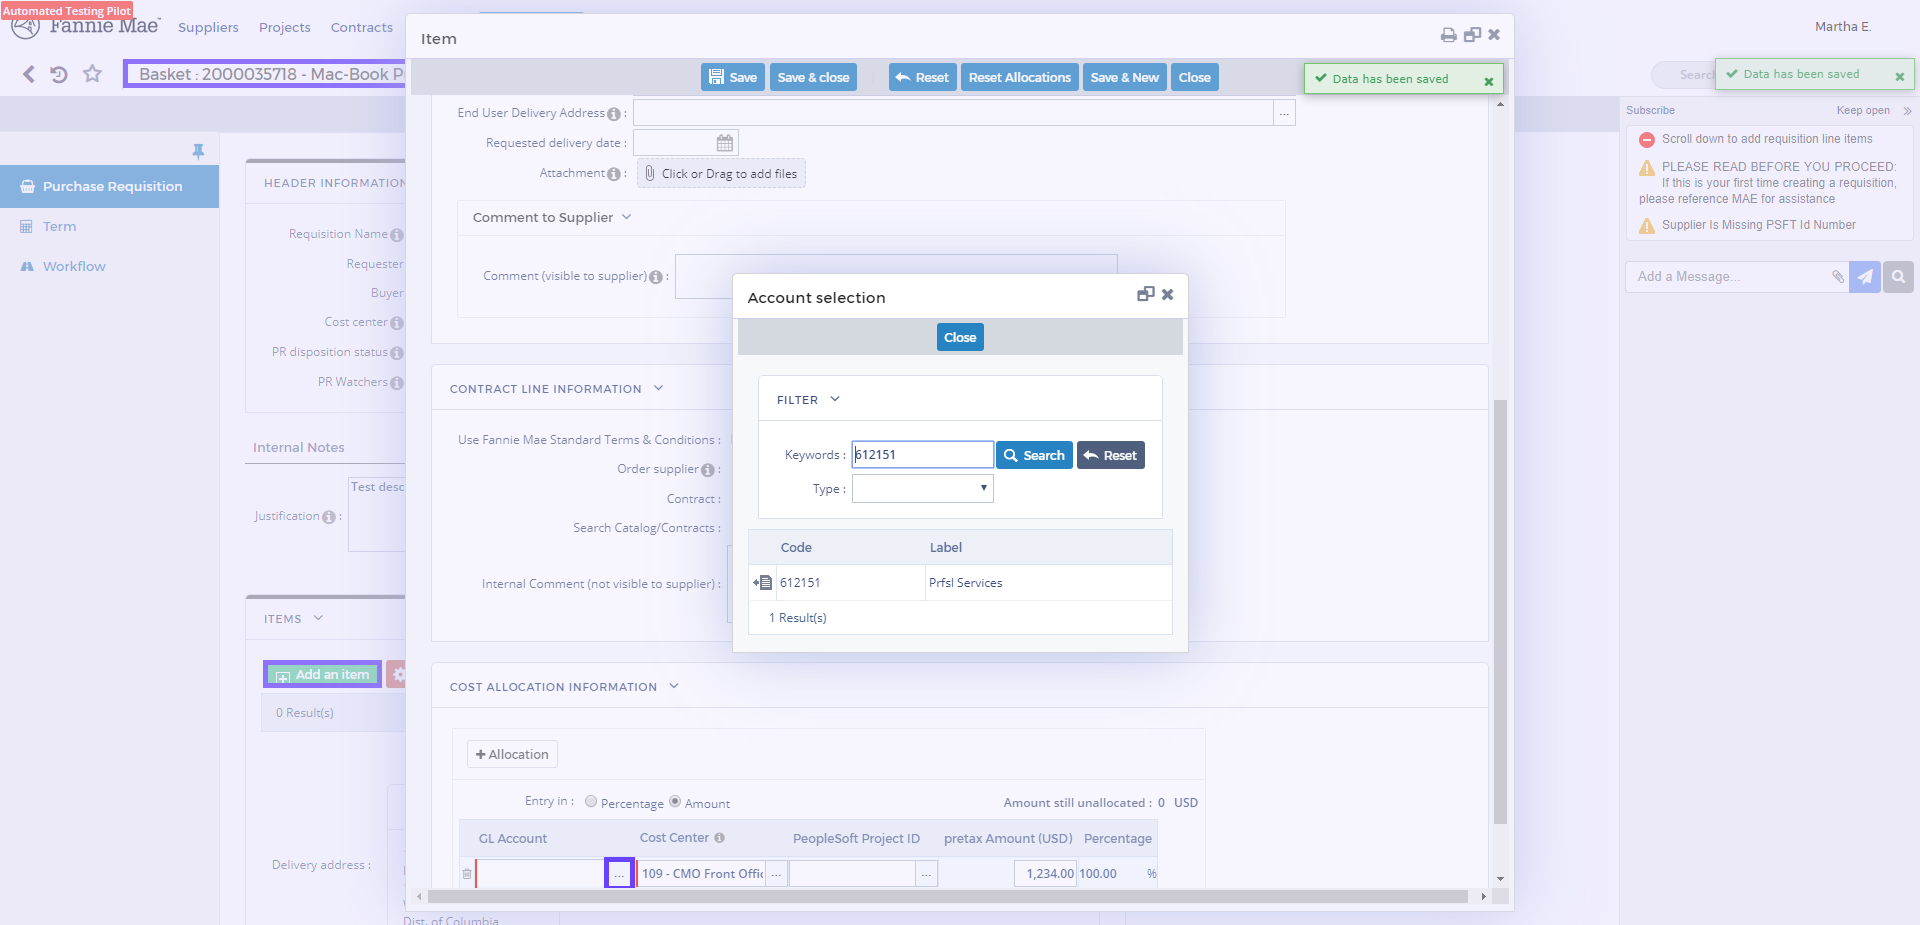 Automated Testing Pilot
Fannie Mae
Suppliers
Projects
Contracts
Martha E.
Basket : 2000035718 - Mac-Book P
Item
Save
Save & close
Reset
Reset Allocations
Save & New
Close
Data has been saved
Search
Data has been saved
Subscribe
Keep open
Scroll down to add requisition line items
PLEASE READ BEFORE YOU PROCEED:
If this is your first time creating a requisition,
please reference MAE for assistance
Supplier Is Missing PSFT Id Number
Add a Message...
Purchase Requisition
Term
Workflow
HEADER INFORMATION
Requisition Name
Requester
Buyer
Cost center
PR disposition status
PR Watchers
Internal Notes
Test desc
Justification :
ITEMS
Add an item
0 Result(s)
Delivery address :
Dist. of Columbia
End User Delivery Address :
...
Requested delivery date :
Attachment :
Click or Drag to add files
Comment to Supplier
Comment (visible to supplier) :
CONTRACT LINE INFORMATION
Use Fannie Mae Standard Terms & Conditions :
Order supplier :
Contract :
Search Catalog/Contracts :
Internal Comment (not visible to supplier) :
Account selection
Close
FILTER
Keywords : 612151
Search
Reset
Type :
Code
Label
612151
Prfsl Services
1 Result(s)
COST ALLOCATION INFORMATION
+ Allocation
Entry in : Percentage Amount
Amount still unallocated : 0 USD
GL Account
Cost Center
PeopleSoft Project ID
pretax Amount (USD)
Percentage
...
109 - CMO Front Offi
...
...
1,234.00
100.00 %